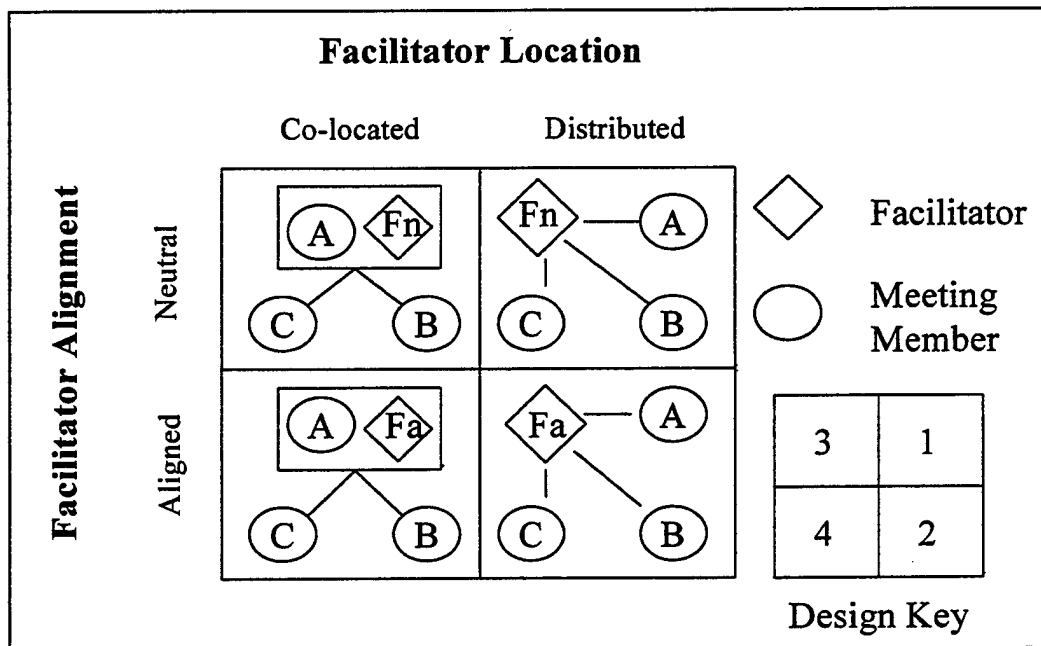 Facilitator Location
Co-located Distributed
Facilitator Alignment
Neutral
A Fn
C B
Fn A
C B
Aligned
A Fa
C B
Fa A
C B
Facilitator
Meeting
Member
3 1
4 2
Design Key